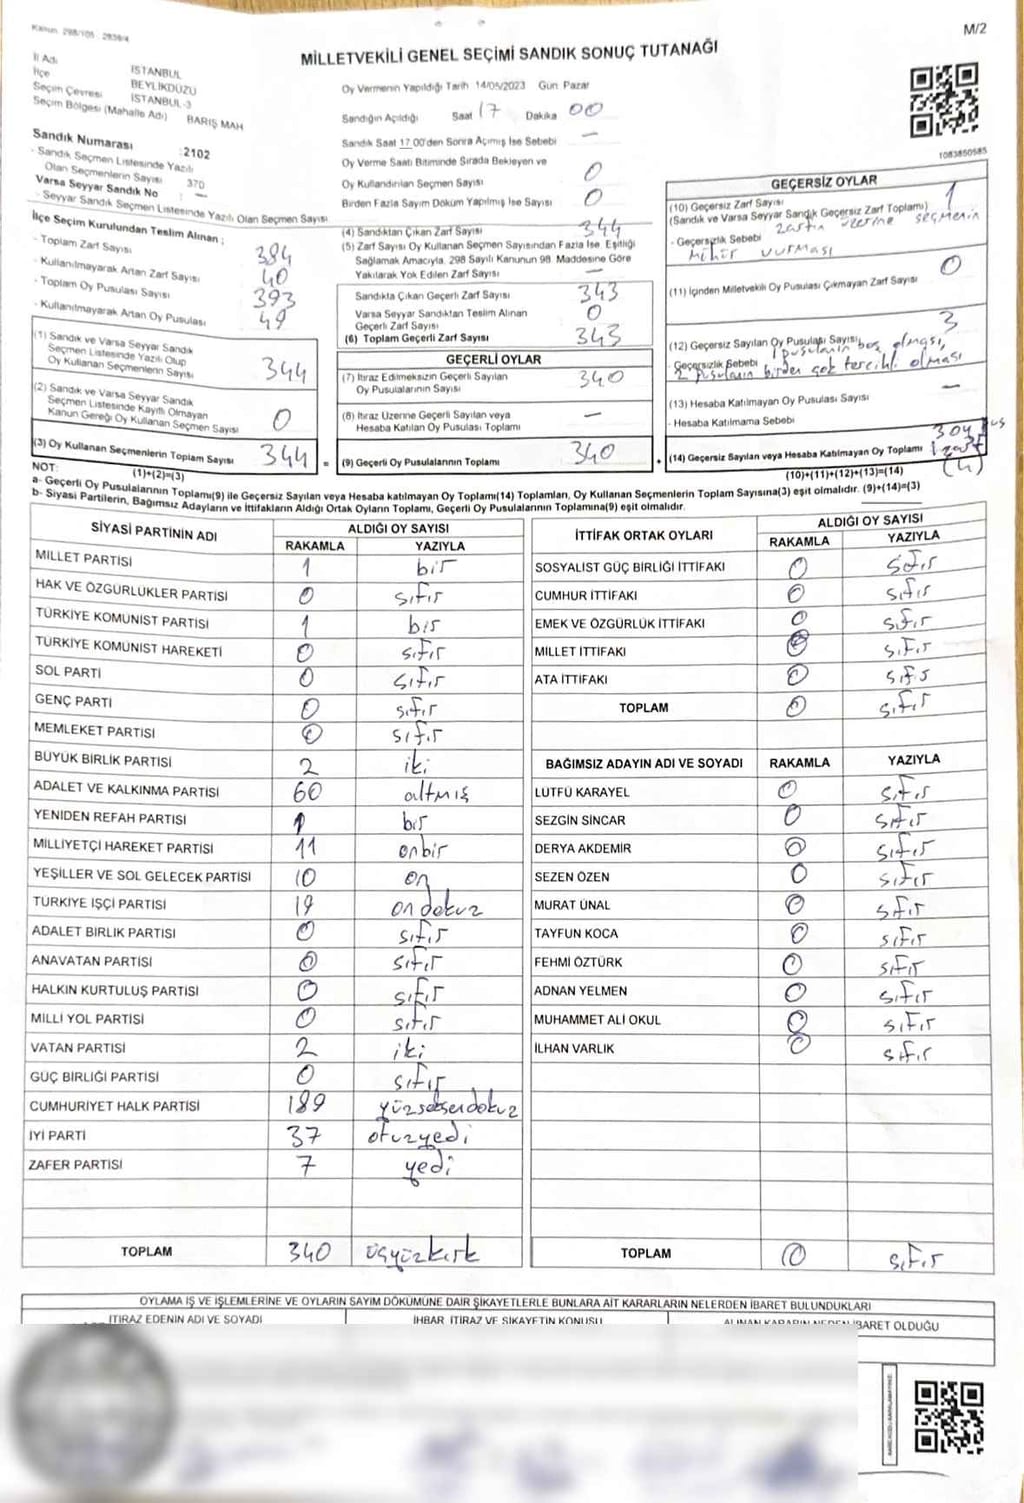 Kanun 298/105 2839/4
M/2
MİLLETVEKİLİ GENEL SEÇİMİ SANDIK SONUÇ TUTANAĞI
İl Adı İSTANBUL
İlçe BEYLİKDÜZÜ
Seçim Çevresi İSTANBUL-3
Seçim Bölgesi (Mahalle Adı) BARIŞ MAH
Sandık Numarası :2102
- Sandık Seçmen Listesinde Yazılı
Olan Seçmenlerin Sayısı 370
Varsa Seyyar Sandık No : —
- Seyyar Sandık Seçmen Listesinde Yazılı Olan Seçmen Sayısı
İlçe Seçim Kurulundan Teslim Alınan ;
- Toplam Zarf Sayısı 384
- Kullanılmayarak Artan Zarf Sayısı 40
- Toplam Oy Pusulası Sayısı 393
- Kullanılmayarak Artan Oy Pusulası 49
(1) Sandık ve Varsa Seyyar Sandık
Seçmen Listesinde Yazılı Olup
Oy Kullanan Seçmenlerin Sayısı 344
(2) Sandık ve Varsa Seyyar Sandık
Seçmen Listesinde Kayıtlı Olmayan
Kanun Gereği Oy Kullanan Seçmen Sayısı 0
(3) Oy Kullanan Seçmenlerin Toplam Sayısı 344 =
(1)+(2)=(3)
Oy Vermenin Yapıldığı Tarih 14/05/2023 Gün Pazar
Sandığın Açıldığı Saat 17 Dakika 00
Sandık Saat 17 00'den Sonra Açılmış İse Sebebi —
Oy Verme Saati Bitiminde Sırada Bekleyen ve
Oy Kullandırılan Seçmen Sayısı 0
Birden Fazla Sayım Döküm Yapılmış İse Sayısı 0
(4) Sandıktan Çıkan Zarf Sayısı 344
(5) Zarf Sayısı Oy Kullanan Seçmen Sayısından Fazla İse, Eşitliği
Sağlamak Amacıyla, 298 Sayılı Kanunun 98 Maddesine Göre
Yakılarak Yok Edilen Zarf Sayısı —
Sandıkta Çıkan Geçerli Zarf Sayısı 343
Varsa Seyyar Sandıktan Teslim Alınan
Geçerli Zarf Sayısı 0
(6) Toplam Geçerli Zarf Sayısı 343
GEÇERLİ OYLAR
(7) İtiraz Edilmeksizin Geçerli Sayılan
Oy Pusulalarının Sayısı 340
(8) İtiraz Üzerine Geçerli Sayılan veya
Hesaba Katılan Oy Pusulaları Toplamı —
(9) Geçerli Oy Pusulalarının Toplamı 340 +
1083850585
GEÇERSİZ OYLAR
(10) Geçersiz Zarf Sayısı 1
(Sandık ve Varsa Seyyar Sandık Geçersiz Zarf Toplamı)
- Geçersizlik Sebebi zarfın üzerine seçmenin
mühür vurması
(11) İçinden Milletvekili Oy Pusulası Çıkmayan Zarf Sayısı 0
(12) Geçersiz Sayılan Oy Pusulası Sayısı 3
- Geçersizlik Sebebi 1 pusulanın boş olması,
2 pusulanın birden çok tercihli olması
(13) Hesaba Katılmayan Oy Pusulası Sayısı —
- Hesaba Katılmama Sebebi
(14) Geçersiz Sayılan veya Hesaba Katılmayan Oy Toplamı 1 zarf (4)
(10)+(11)+(12)+(13)=(14)
NOT:
a- Geçerli Oy Pusulalarının Toplamı(9) ile Geçersiz Sayılan veya Hesaba katılmayan Oy Toplamı(14) Toplamları, Oy Kullanan Seçmenlerin Toplam Sayısına(3) eşit olmalıdır. (9)+(14)=(3)
b- Siyasi Partilerin, Bağımsız Adayların ve İttifakların Aldığı Ortak Oyların Toplamı, Geçerli Oy Pusulalarının Toplamına(9) eşit olmalıdır.
SİYASİ PARTİNİN ADI ALDIĞI OY SAYISI
RAKAMLA YAZIYLA
MİLLET PARTİSİ 1 bir
HAK VE ÖZGÜRLÜKLER PARTİSİ 0 sıfır
TÜRKİYE KOMÜNİST PARTİSİ 1 bir
TÜRKİYE KOMÜNİST HAREKETİ 0 sıfır
SOL PARTİ 0 sıfır
GENÇ PARTİ 0 sıfır
MEMLEKET PARTİSİ 0 sıfır
BÜYÜK BİRLİK PARTİSİ 2 iki
ADALET VE KALKINMA PARTİSİ 60 altmış
YENİDEN REFAH PARTİSİ 1 bir
MİLLİYETÇİ HAREKET PARTİSİ 11 onbir
YEŞİLLER VE SOL GELECEK PARTİSİ 10 on
TÜRKİYE İŞÇİ PARTİSİ 19 ondokuz
ADALET BİRLİK PARTİSİ 0 sıfır
ANAVATAN PARTİSİ 0 sıfır
HALKIN KURTULUŞ PARTİSİ 0 sıfır
MİLLİ YOL PARTİSİ 0 sıfır
VATAN PARTİSİ 2 iki
GÜÇ BİRLİĞİ PARTİSİ 0 sıfır
CUMHURİYET HALK PARTİSİ 189 yüzseksendokuz
İYİ PARTİ 37 otuzyedi
ZAFER PARTİSİ 7 yedi
TOPLAM 340 üçyüzkırk
İTTİFAK ORTAK OYLARI ALDIĞI OY SAYISI
RAKAMLA YAZIYLA
SOSYALİST GÜÇ BİRLİĞİ İTTİFAKI 0 sıfır
CUMHUR İTTİFAKI 0 sıfır
EMEK VE ÖZGÜRLÜK İTTİFAKI 0 sıfır
MİLLET İTTİFAKI 0 sıfır
ATA İTTİFAKI 0 sıfır
TOPLAM 0 sıfır
BAĞIMSIZ ADAYIN ADI VE SOYADI RAKAMLA YAZIYLA
LÜTFÜ KARAYEL 0 sıfır
SEZGİN SİNCAR 0 sıfır
DERYA AKDEMİR 0 sıfır
SEZEN ÖZEN 0 sıfır
MURAT ÜNAL 0 sıfır
TAYFUN KOCA 0 sıfır
FEHMİ ÖZTÜRK 0 sıfır
ADNAN YELMEN 0 sıfır
MUHAMMET ALİ OKUL 0 sıfır
İLHAN VARLIK 0 sıfır
TOPLAM 0 sıfır
OYLAMA İŞ VE İŞLEMLERİNE VE OYLARIN SAYIM DÖKÜMÜNE DAİR ŞİKAYETLERLE BUNLARA AİT KARARLARIN NELERDEN İBARET BULUNDUKLARI
İTİRAZ EDENİN ADI VE SOYADI İHBAR İTİRAZ VE ŞİKAYETİN KONUSU ALINAN KARARIN NEDEN İBARET OLDUĞU